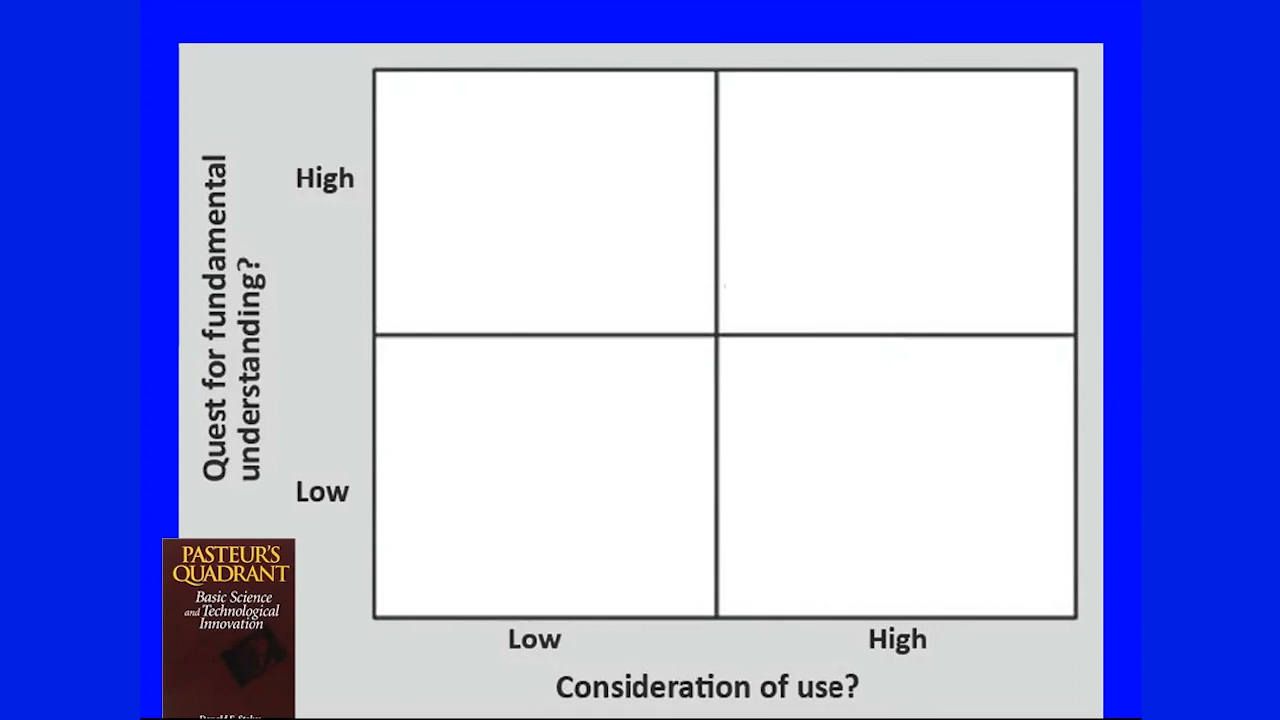 Quest for fundamental
understanding?
High
Low
Low
High
Consideration of use?
PASTEUR'S
QUADRANT
Basic Science
and Technological
Innovation